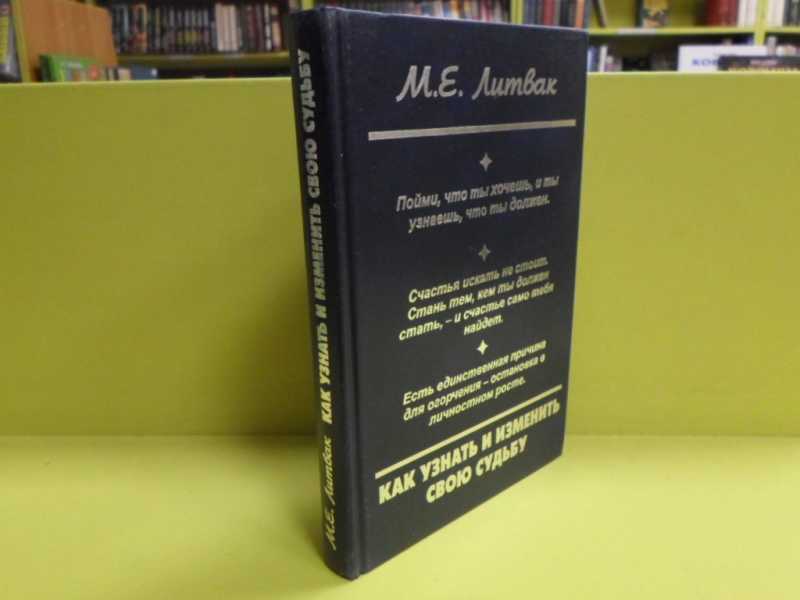 М.Е. Литвак
Пойми, что ты хочешь, и ты
узнаешь, что ты должен.
Счастья искать не стоит.
Стань тем, кем ты должен
стать, – и счастье само тебя
найдет.
Есть единственная причина
для огорчения – остановка в
личностном росте.
КАК УЗНАТЬ И ИЗМЕНИТЬ
СВОЮ СУДЬБУ
М.Е. Литвак КАК УЗНАТЬ И ИЗМЕНИТЬ СВОЮ СУДЬБУ